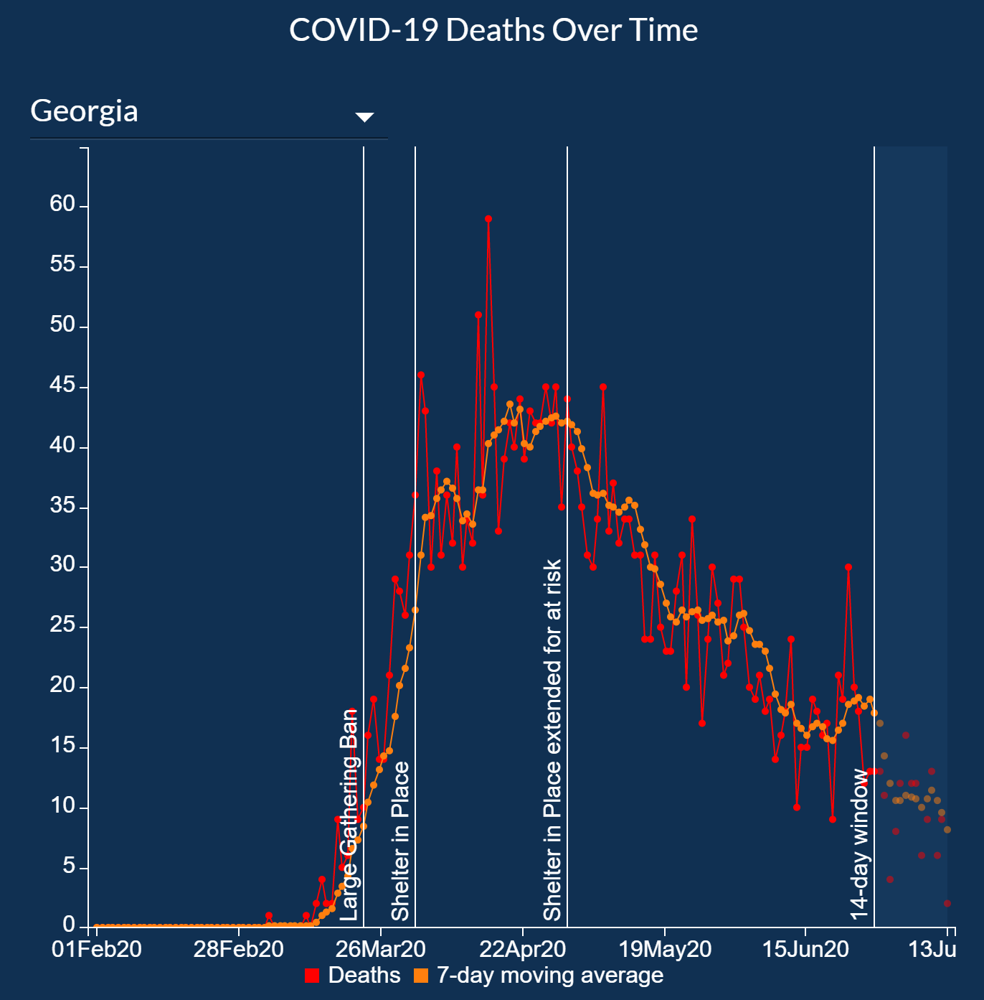 COVID-19 Deaths Over Time
Georgia
60
55
50
45
40
35
30
25
20
15
10
5
0
Large Gathering Ban
Shelter in Place
Shelter in Place extended for at risk
14-day window
01Feb20 28Feb20 26Mar20 22Apr20 19May20 15Jun20 13Ju
Deaths 7-day moving average